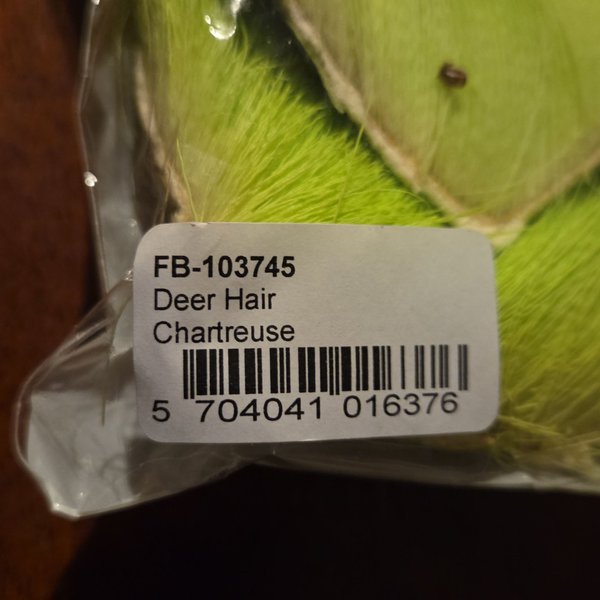 FB-103745
Deer Hair
Chartreuse
5 704041 016376